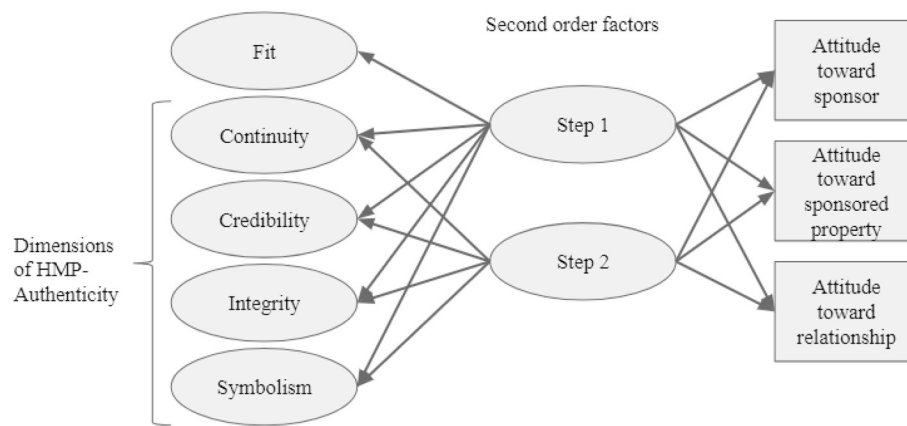 Second order factors
Fit
Continuity
Credibility
Integrity
Symbolism
Dimensions
of HMP-
Authenticity
Step 1
Step 2
Attitude
toward
sponsor
Attitude
toward
sponsored
property
Attitude
toward
relationship